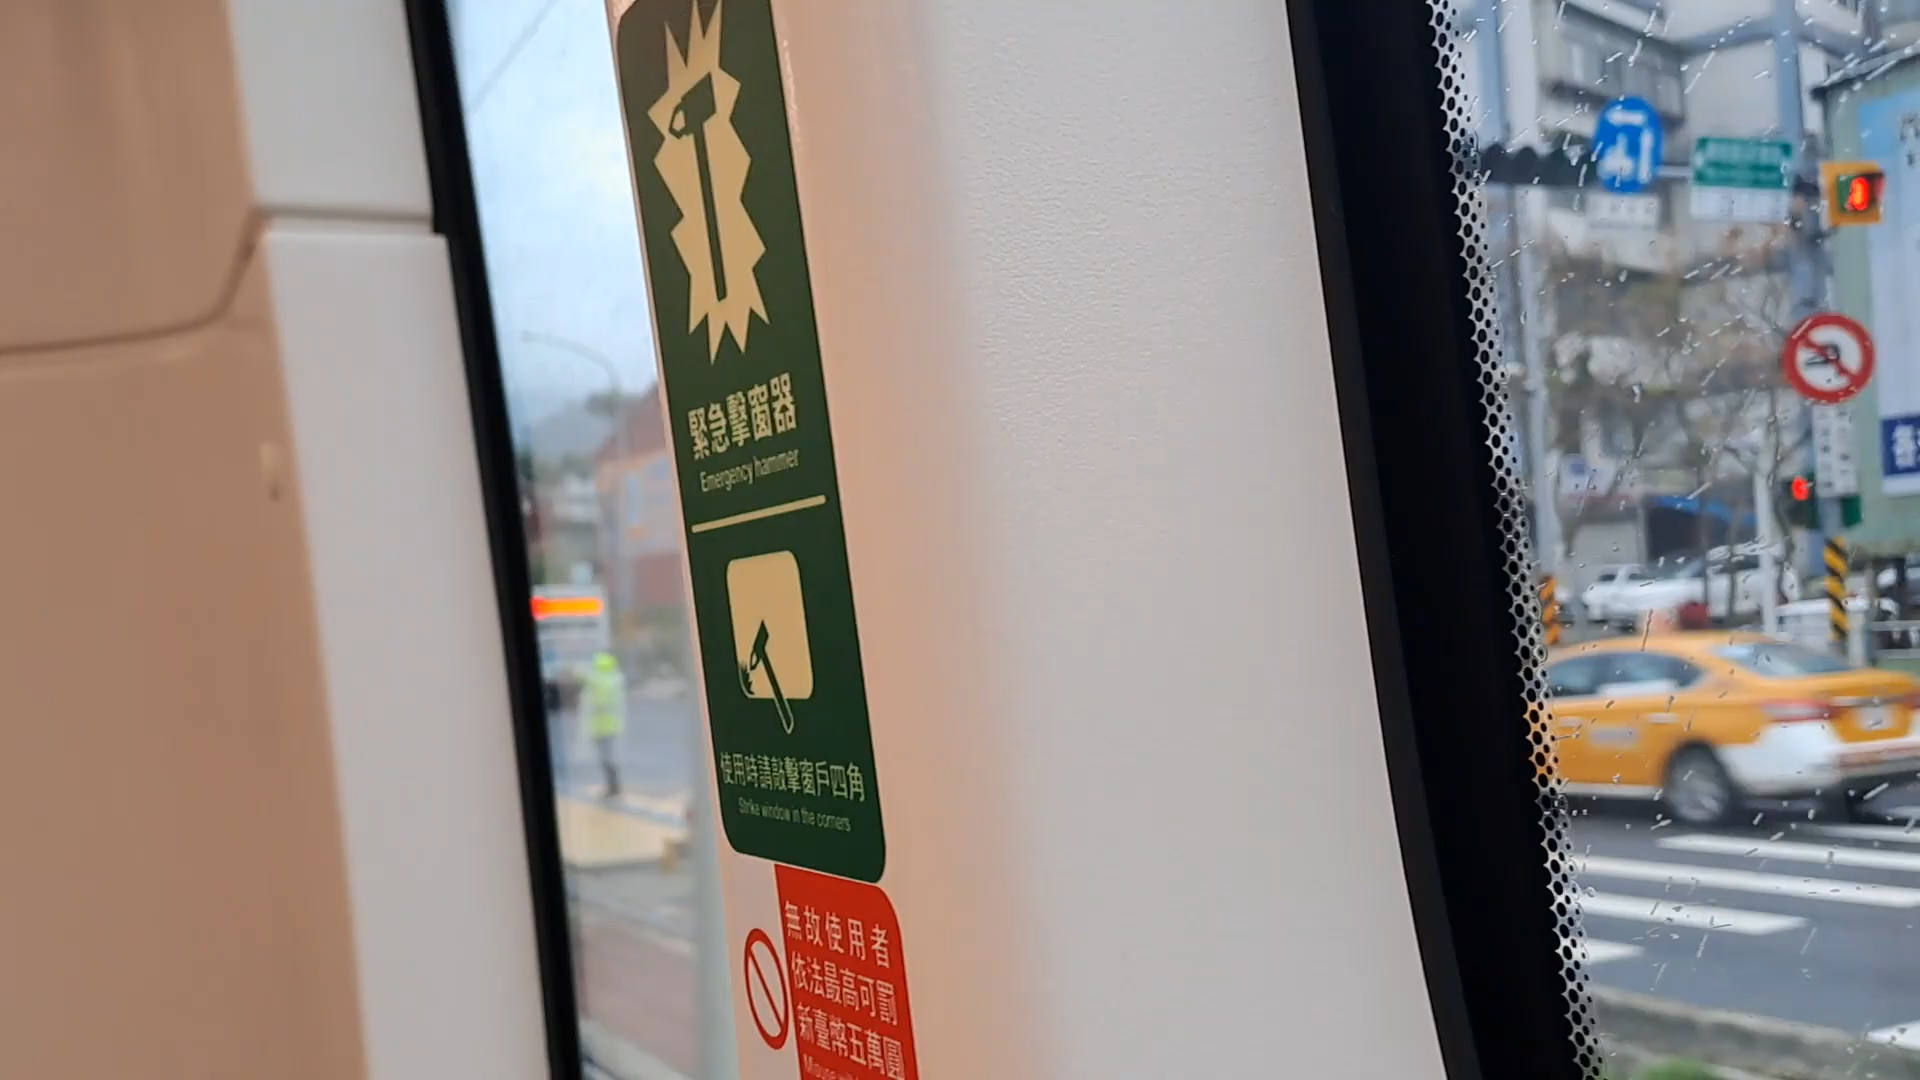 緊急擊窗器
Emergency hammer
使用時請敲擊窗戶四角
Strike window in the corners
無故使用者
依法最高可罰
新臺幣五萬圓